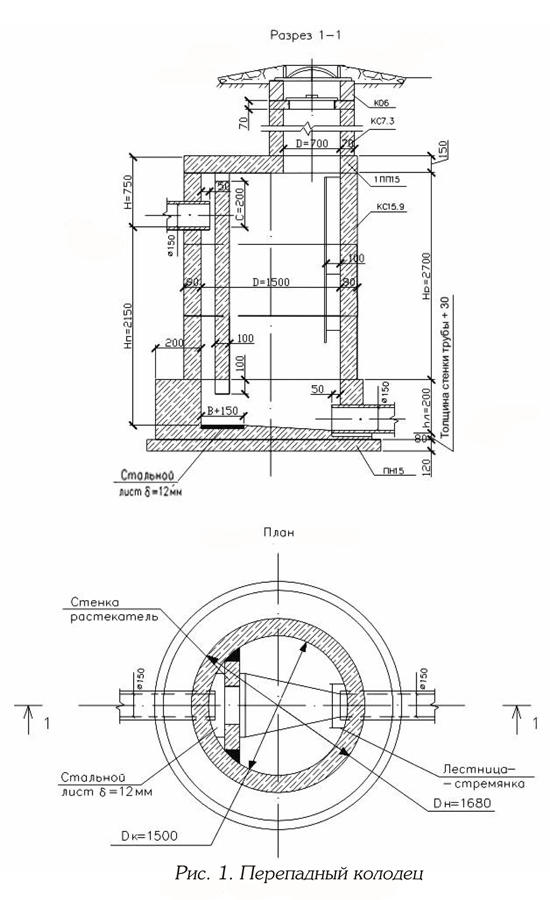 Разрез 1-1
КО6
70
КС7.3
D=700
70
150
1ПП15
H=750
50
C=200
КС15.9
ø150
100
90
D=1500
90
Hр=2700
Hп=2150
200
100
100
50
ø150
B+150
hл=200
Толщина стенки трубы + 30
80
Стальной
лист δ=12мм
ПН15
120
План
Стенка
растекатель
ø150
ø150
1
1
Стальной
лист δ=12мм
Лестница-
-стремянка
Dн=1680
Dк=1500
Рис. 1. Перепадный колодец